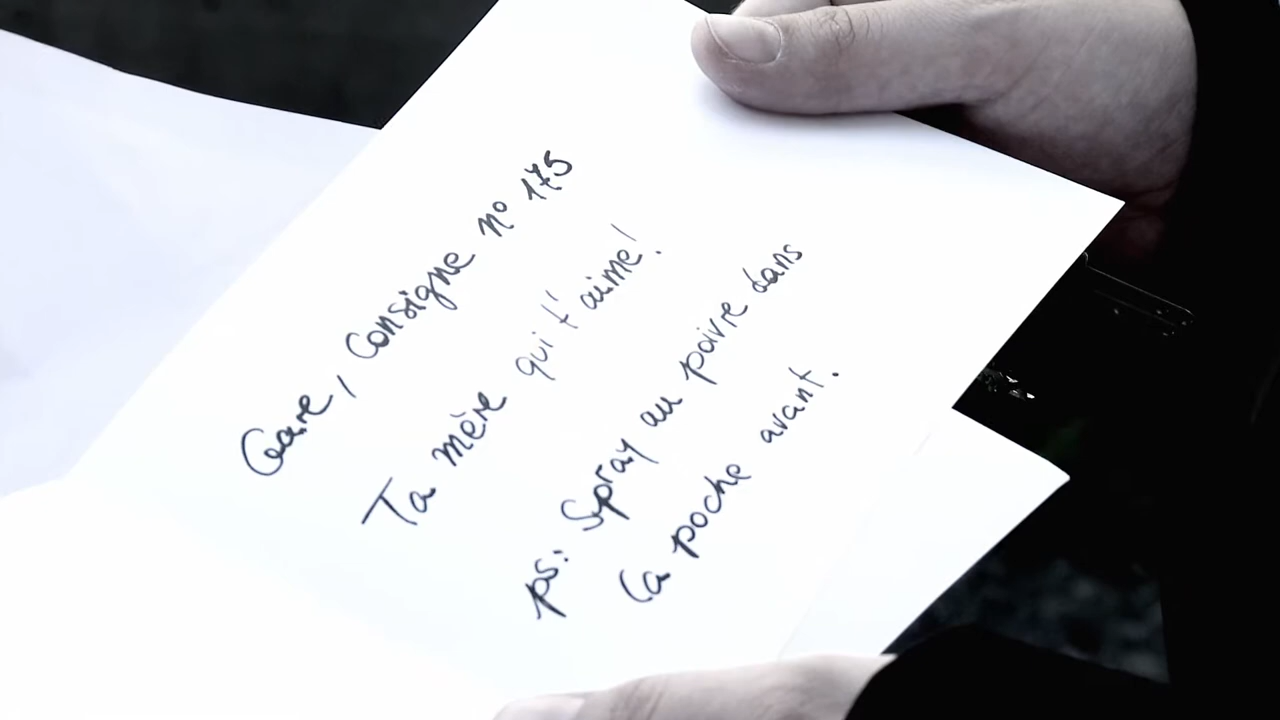 Gare, Consigne n° 175
Ta mère qui t'aime!
ps: Spray au poivre dans
la poche avant.